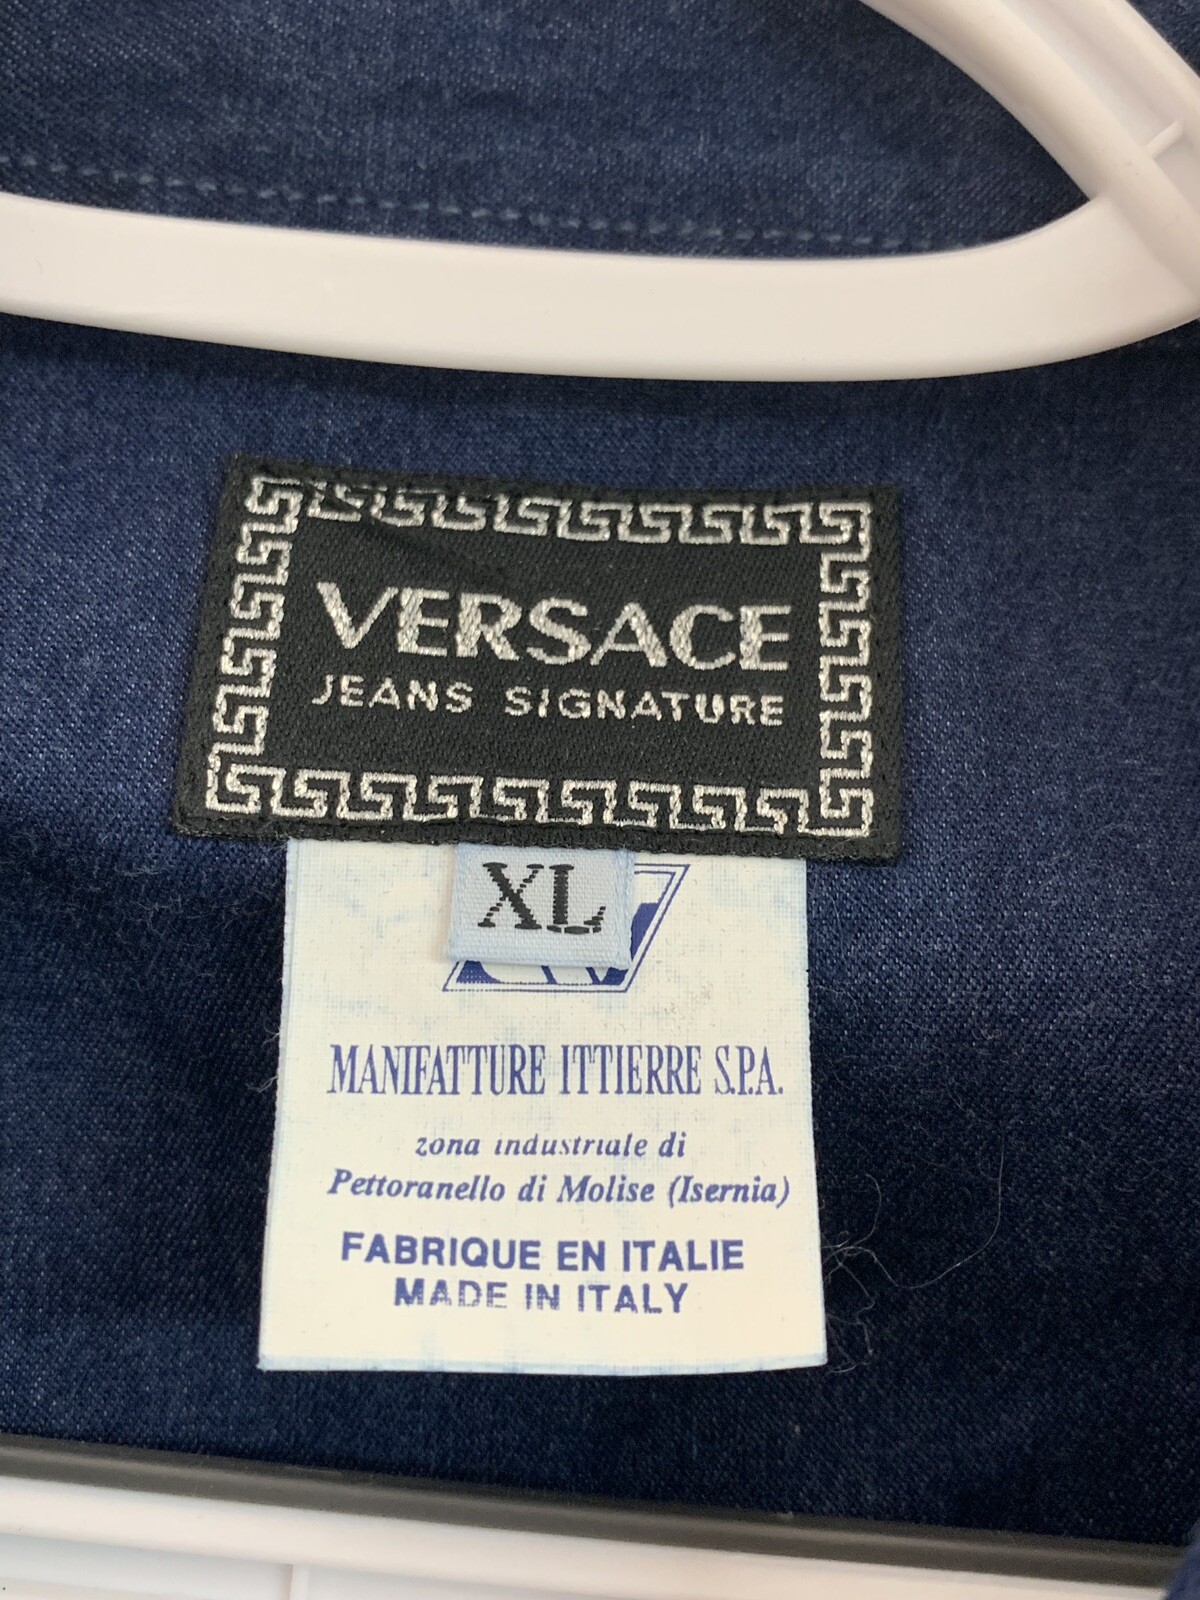 VERSACE
JEANS SIGNATURE
XL
MANIFATTURE ITTIERRE S.P.A.
zona industriale di
Pettoranello di Molise (Isernia)
FABRIQUE EN ITALIE
MADE IN ITALY